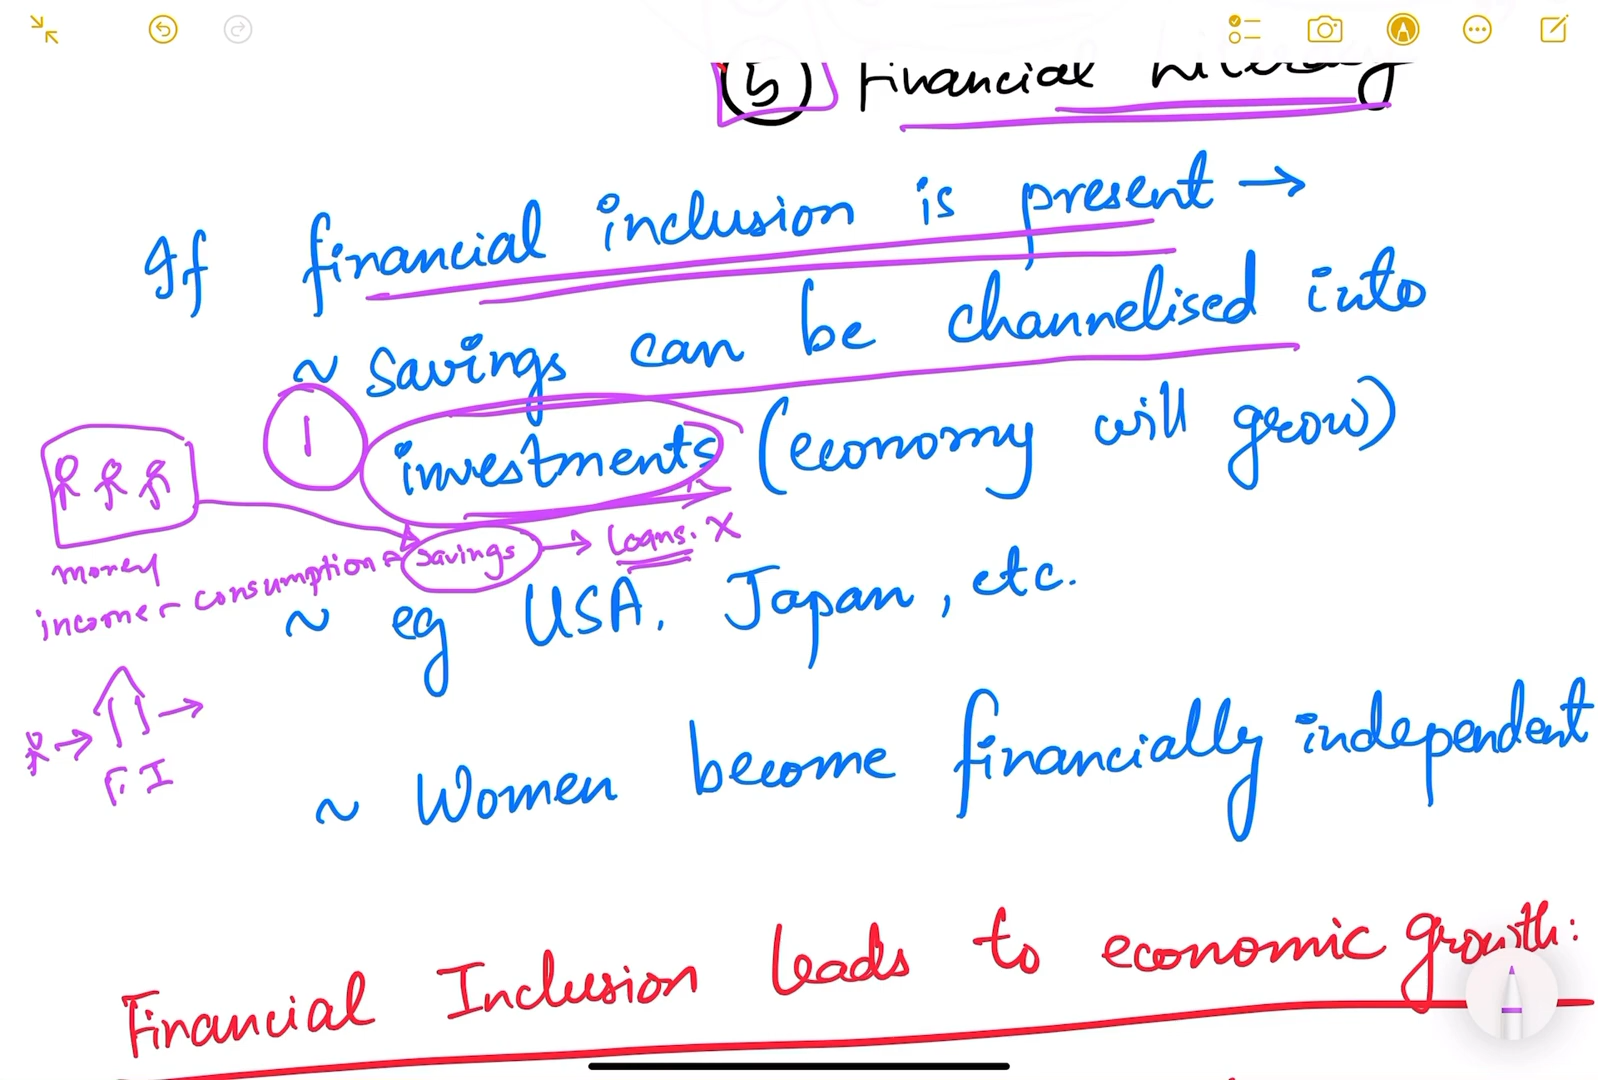 5 Financial Literacy
If financial inclusion is present →
~ Savings can be channelised into
1
investments (economy will grow)
savings → Loans. X
money
income - consumption =
~ eg USA, Japan, etc.
F.I
~ Women become financially independent
Financial Inclusion leads to economic growth: